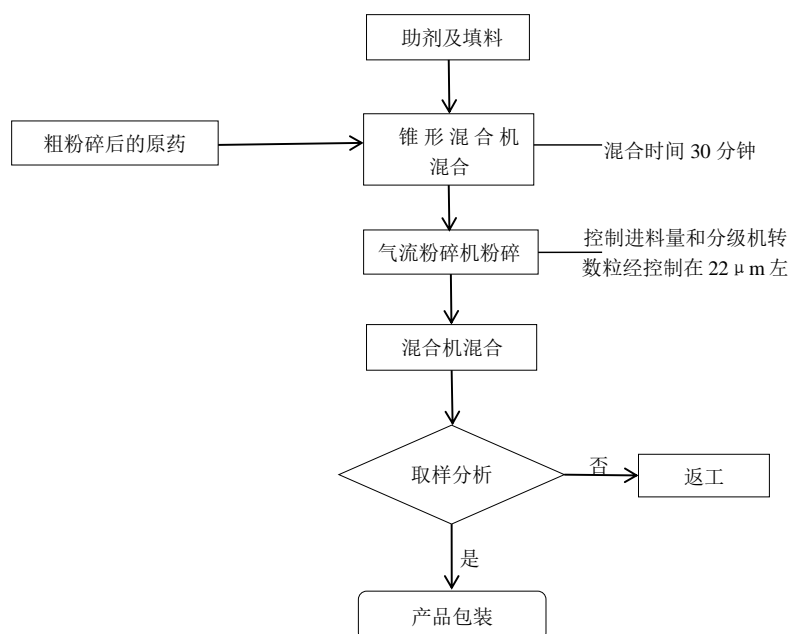 助剂及填料
粗粉碎后的原药
锥形混合机
混合
混合时间 30 分钟
气流粉碎机粉碎
控制进料量和分级机转
数粒经控制在 22μm 左
混合机混合
取样分析
否
返工
是
产品包装